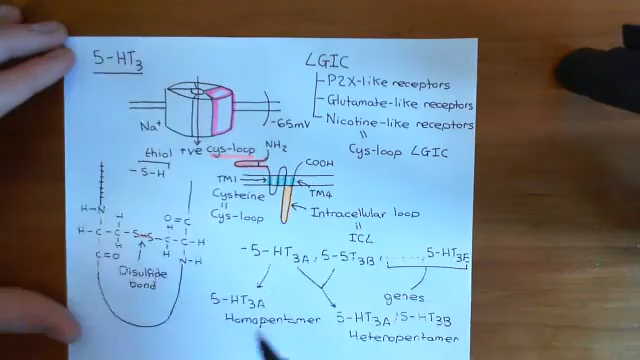 5-HT3
LGIC
P2X-like receptors
Glutamate-like receptors
Nicotine-like receptors
=
Cys-loop LGIC
Na+
-65mV
+ve cys-loop
NH2
COOH
thiol
-S-H
TM1
TM4
Cysteine
=
Cys-loop
Intracellular loop
=
ICL
H-N
O=C
H
H-C-C-S-S-C-C-H
H
H
H
C=O
N-H
Disulfide
bond
-5-HT3A, 5-ST3B, ...... 5-HT3E
genes
5-HT3A
Homopentamer
5-HT3A / 5-HT3B
Heteropentamer